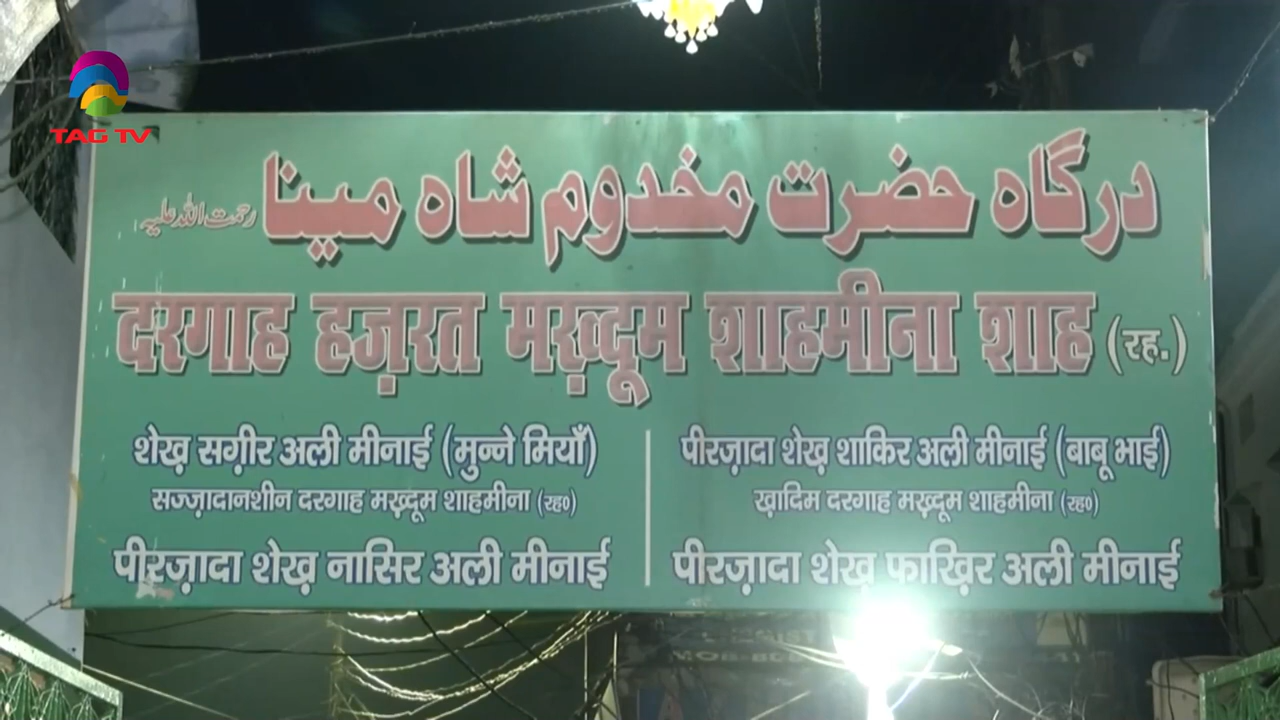 TAG TV
درگاہ حضرت مخدوم شاہ مینا رحمت اللہ علیہ
दरगाह हज़रत मख़्दूम शाहमीना शाह (रह.)
शेख़ सग़ीर अली मीनाई (मुन्ने मियाँ)
सज्ज़ादानशीन दरगाह मख़्दूम शाहमीना (रह०)
पीरज़ादा शेख़ नासिर अली मीनाई
पीरज़ादा शेख़ शाकिर अली मीनाई (बाबू भाई)
ख़ादिम दरगाह मख़्दूम शाहमीना (रह०)
पीरज़ादा शेख़ फाख़िर अली मीनाई